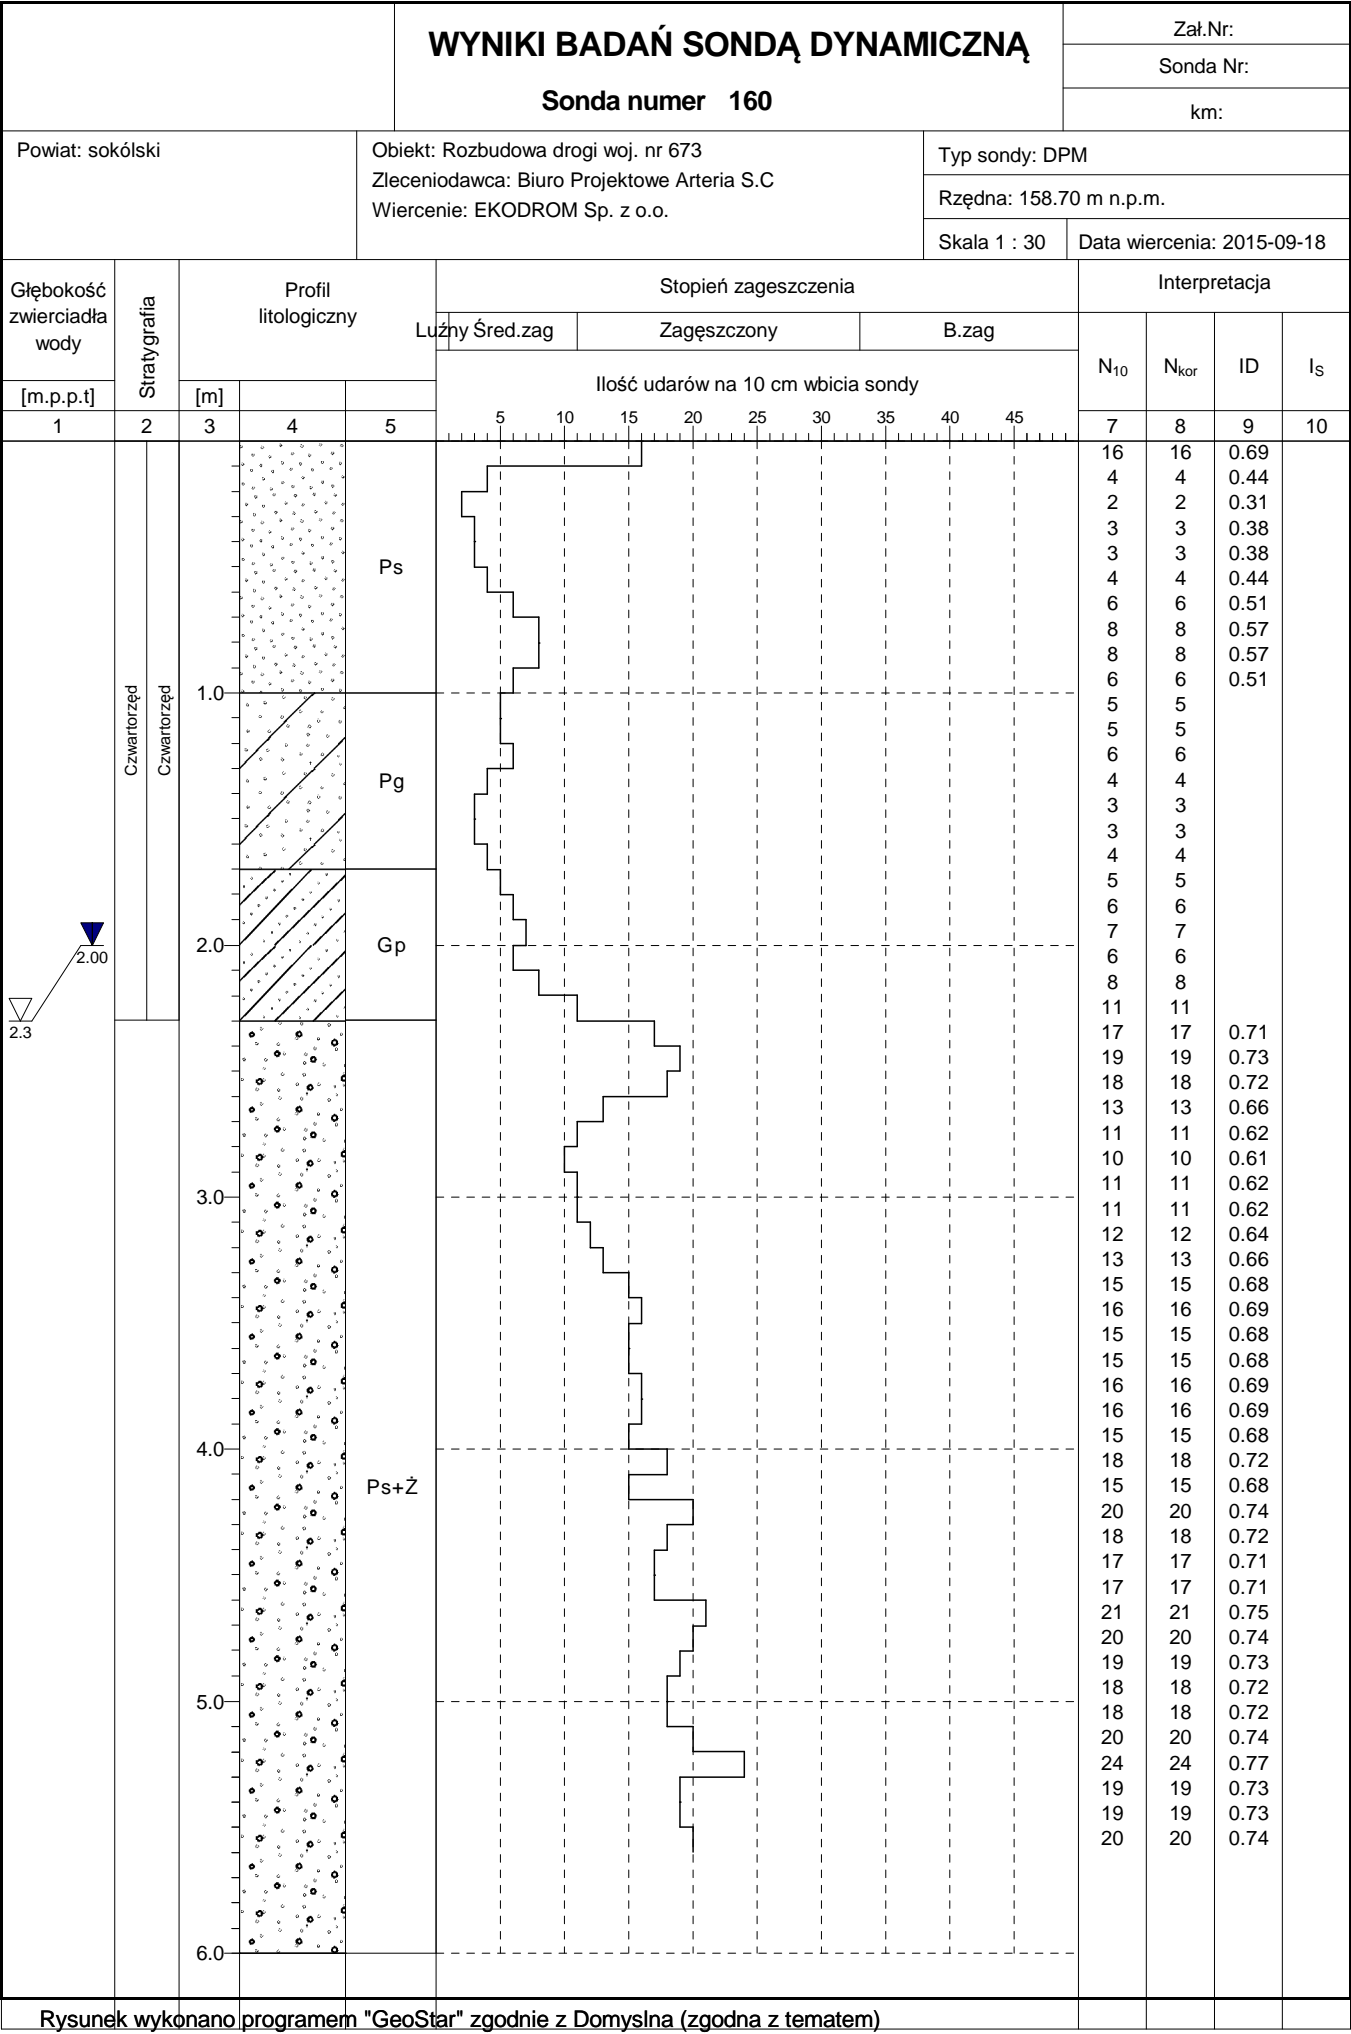 WYNIKI BADAŃ SONDĄ DYNAMICZNĄ
Sonda numer 160
Zał.Nr:
Sonda Nr:
km:
Powiat: sokólski
Obiekt: Rozbudowa drogi woj. nr 673
Zleceniodawca: Biuro Projektowe Arteria S.C
Wiercenie: EKODROM Sp. z o.o.
Typ sondy: DPM
Rzędna: 158.70 m n.p.m.
Skala 1 : 30
Data wiercenia: 2015-09-18
Głębokość
zwierciadła
wody
[m.p.p.t]
Stratygrafia
Profil
litologiczny
[m]
Stopień zageszczenia
Luźny Śred.zag Zagęszczony B.zag
Ilość udarów na 10 cm wbicia sondy
5 10 15 20 25 30 35 40 45
Interpretacja
N10 Nkor ID IS
1 2 3 4 5 7 8 9 10
16 16 0.69
4 4 0.44
2 2 0.31
3 3 0.38
3 3 0.38
Ps
4 4 0.44
6 6 0.51
8 8 0.57
8 8 0.57
6 6 0.51
1.0
5 5
5 5
Czwartorzęd
Czwartorzęd
6 6
4 4
Pg
3 3
3 3
4 4
5 5
6 6
7 7
2.0
Gp
2.00
6 6
8 8
11 11
2.3
17 17 0.71
19 19 0.73
18 18 0.72
13 13 0.66
11 11 0.62
10 10 0.61
11 11 0.62
3.0
11 11 0.62
12 12 0.64
13 13 0.66
15 15 0.68
16 16 0.69
15 15 0.68
15 15 0.68
16 16 0.69
16 16 0.69
15 15 0.68
4.0
18 18 0.72
15 15 0.68
Ps+Ż
20 20 0.74
18 18 0.72
17 17 0.71
17 17 0.71
21 21 0.75
20 20 0.74
19 19 0.73
18 18 0.72
5.0
18 18 0.72
20 20 0.74
24 24 0.77
19 19 0.73
19 19 0.73
20 20 0.74
6.0
Rysunek wykonano programem "GeoStar" zgodnie z Domyslna (zgodna z tematem)